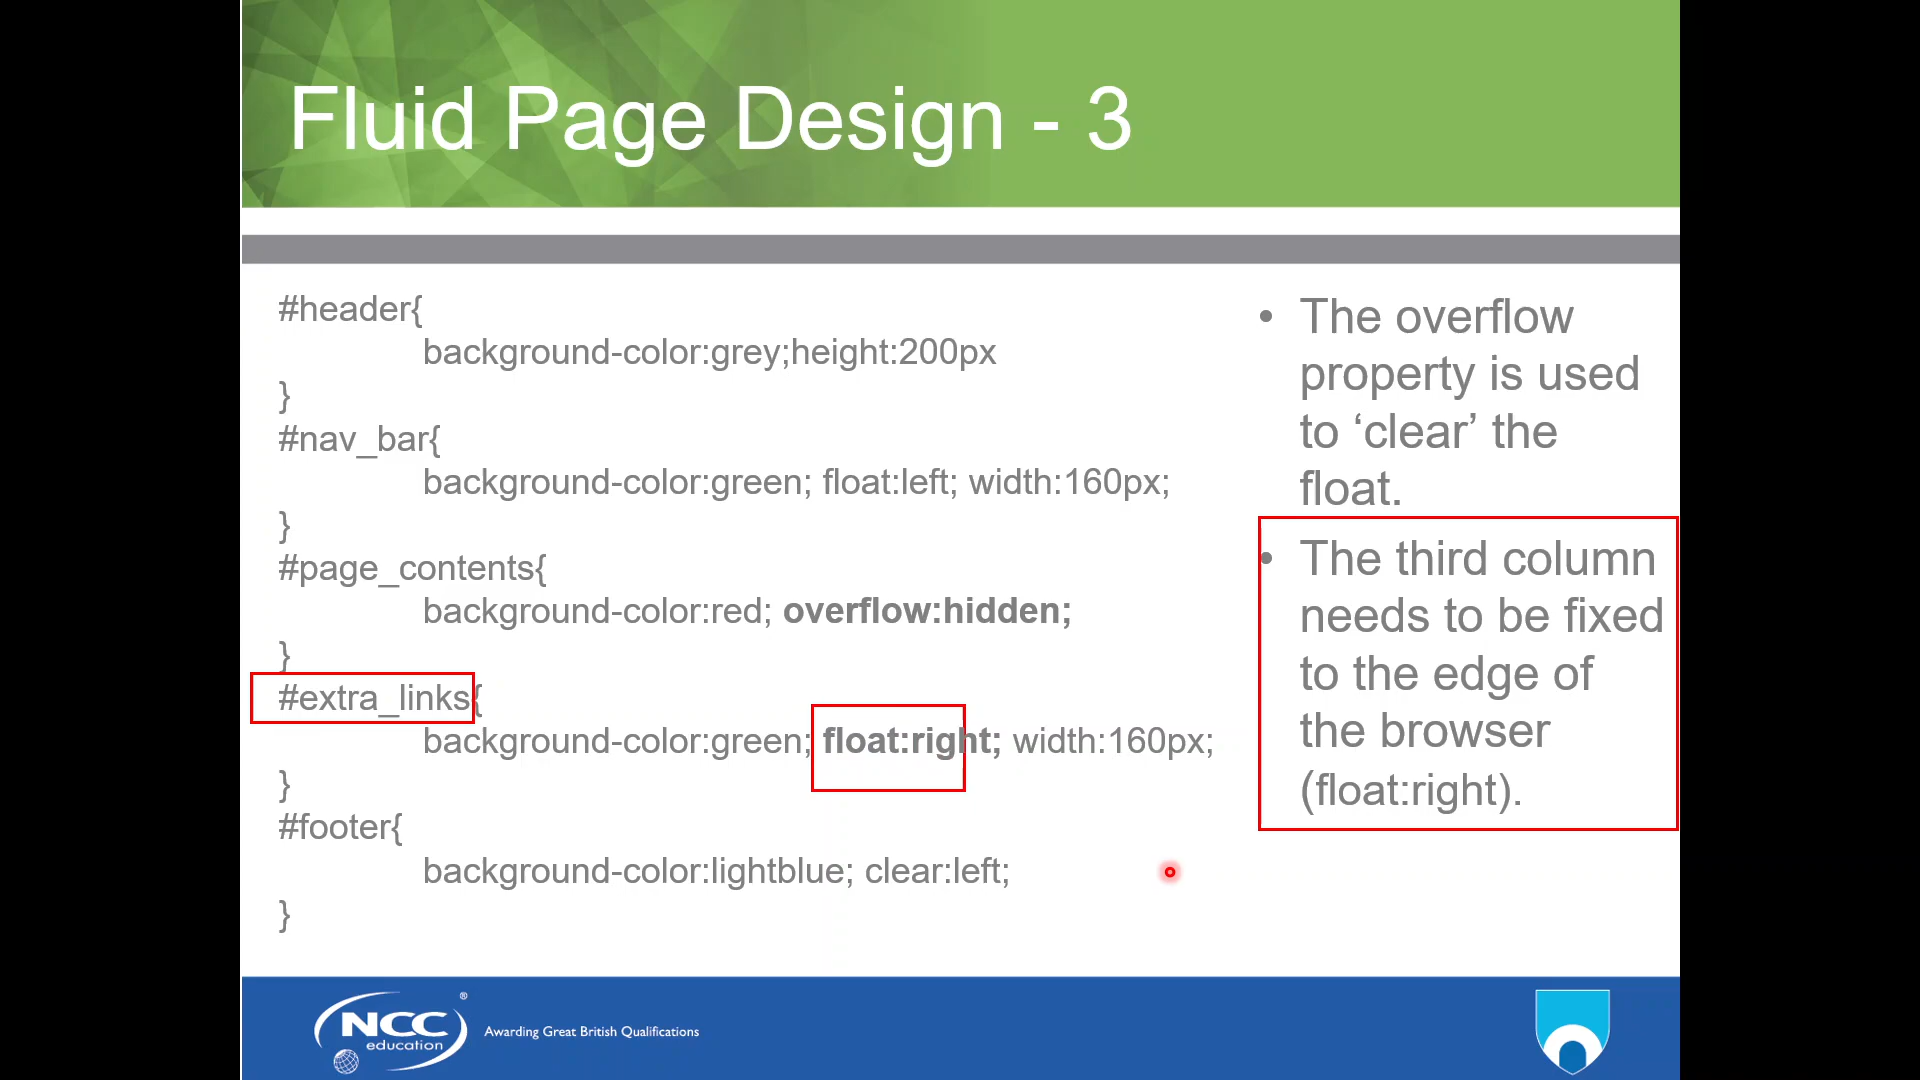 Fluid Page Design - 3
#header{
background-color:grey;height:200px
}
#nav_bar{
background-color:green; float:left; width:160px;
}
#page_contents{
background-color:red; overflow:hidden;
}
#extra_links{
background-color:green; float:right; width:160px;
}
#footer{
background-color:lightblue; clear:left;
}
• The overflow
property is used
to ‘clear’ the
float.
• The third column
needs to be fixed
to the edge of
the browser
(float:right).
NCC ®
education
Awarding Great British Qualifications